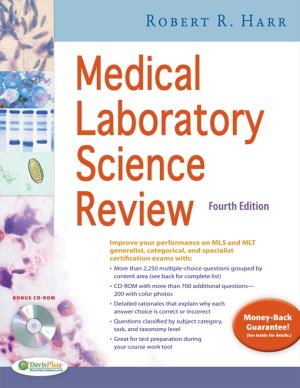 ROBERT R. HARR
Medical
Laboratory
Science
Review
Fourth Edition
Improve your performance on MLS and MLT
generalist, categorical, and specialist
certification exams with:
• More than 2,250 multiple-choice questions grouped by
content area (see back for complete list)
• CD-ROM with more than 700 additional questions—
200 with color photos
• Detailed rationales that explain why each
answer choice is correct or incorrect
• Questions classified by subject category,
task, and taxonomy level
• Great for test preparation during
your course work too!
BONUS CD-ROM
Money-Back
Guarantee!
(See inside for details.)
DavisPlus